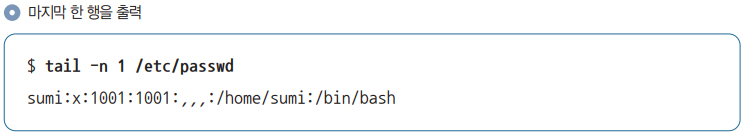 마지막 한 행을 출력
$ tail -n 1 /etc/passwd
sumi:x:1001:1001:,,,:/home/sumi:/bin/bash